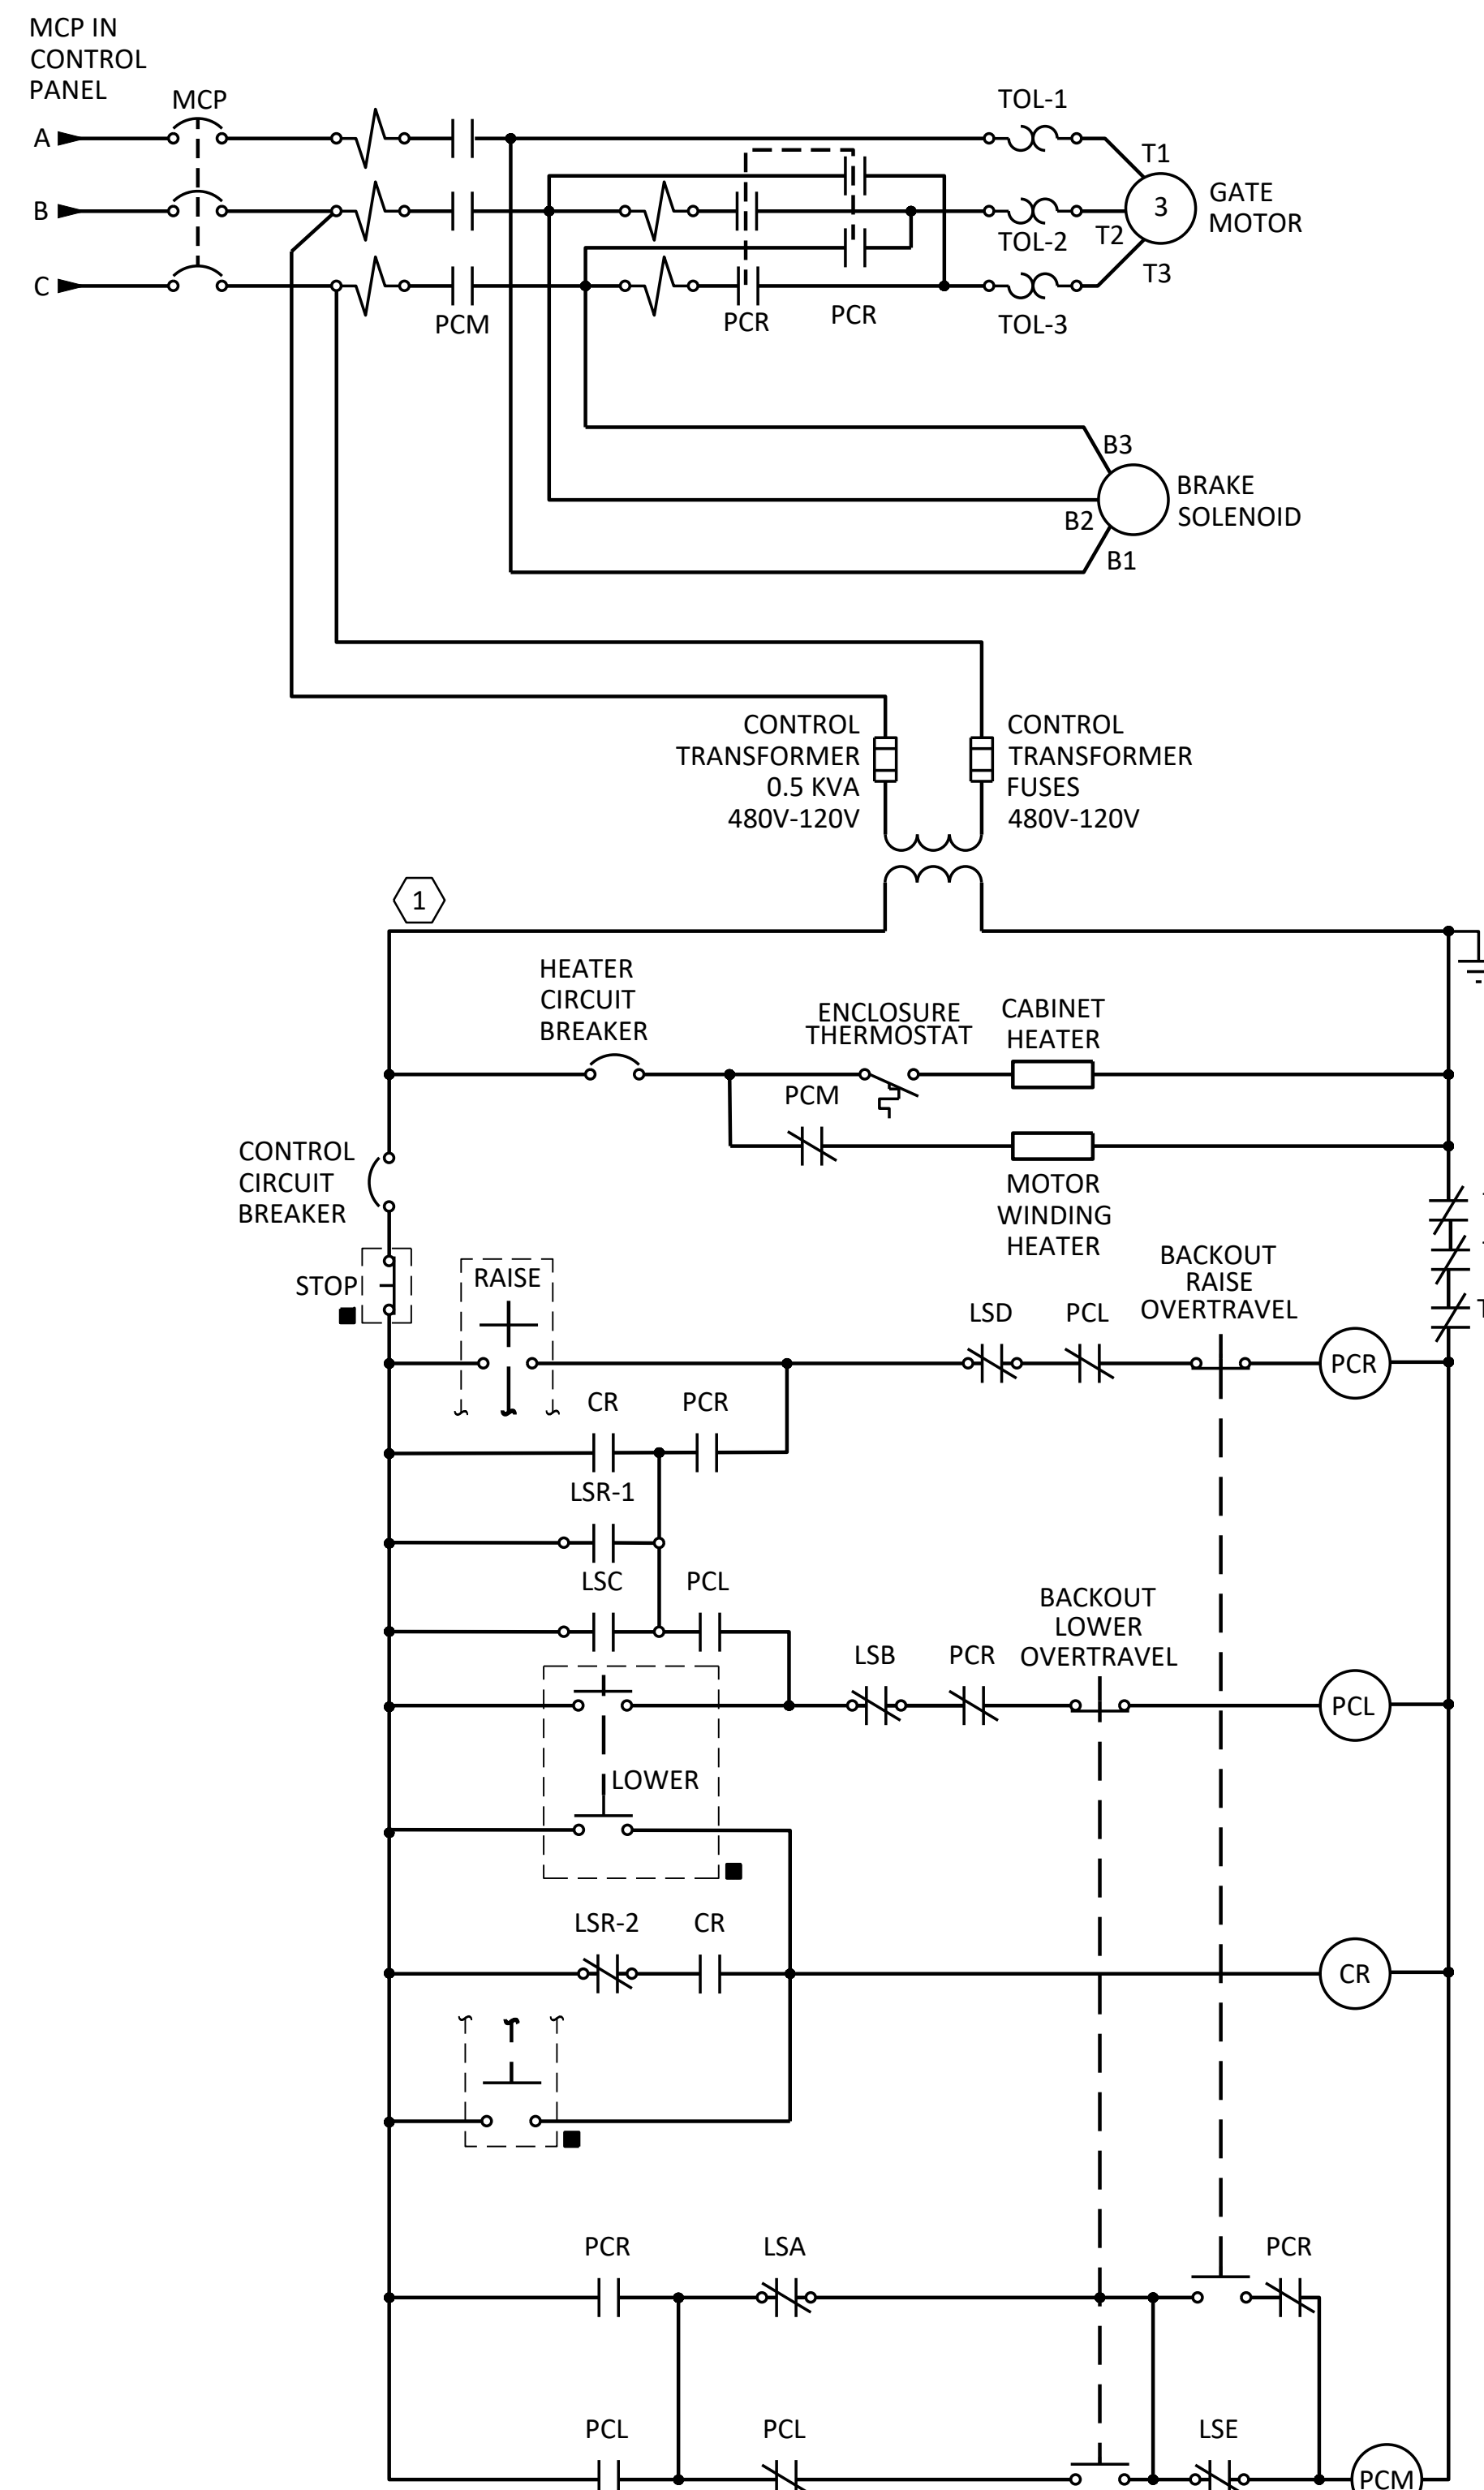 MCP IN
CONTROL
PANEL
MCP
A
B
C
PCM
PCR
PCR
TOL-1
TOL-2
TOL-3
T1
T2
T3
3
GATE
MOTOR
B3
B2
B1
BRAKE
SOLENOID
CONTROL
TRANSFORMER
0.5 KVA
480V-120V
CONTROL
TRANSFORMER
FUSES
480V-120V
1
HEATER
CIRCUIT
BREAKER
ENCLOSURE
THERMOSTAT
CABINET
HEATER
PCM
MOTOR
WINDING
HEATER
CONTROL
CIRCUIT
BREAKER
STOP
RAISE
LSD
PCL
BACKOUT
RAISE
OVERTRAVEL
PCR
CR
PCR
LSR-1
LSC
PCL
BACKOUT
LOWER
OVERTRAVEL
LSB
PCR
PCL
LOWER
LSR-2
CR
CR
PCR
LSA
PCR
PCL
PCL
LSE
PCM